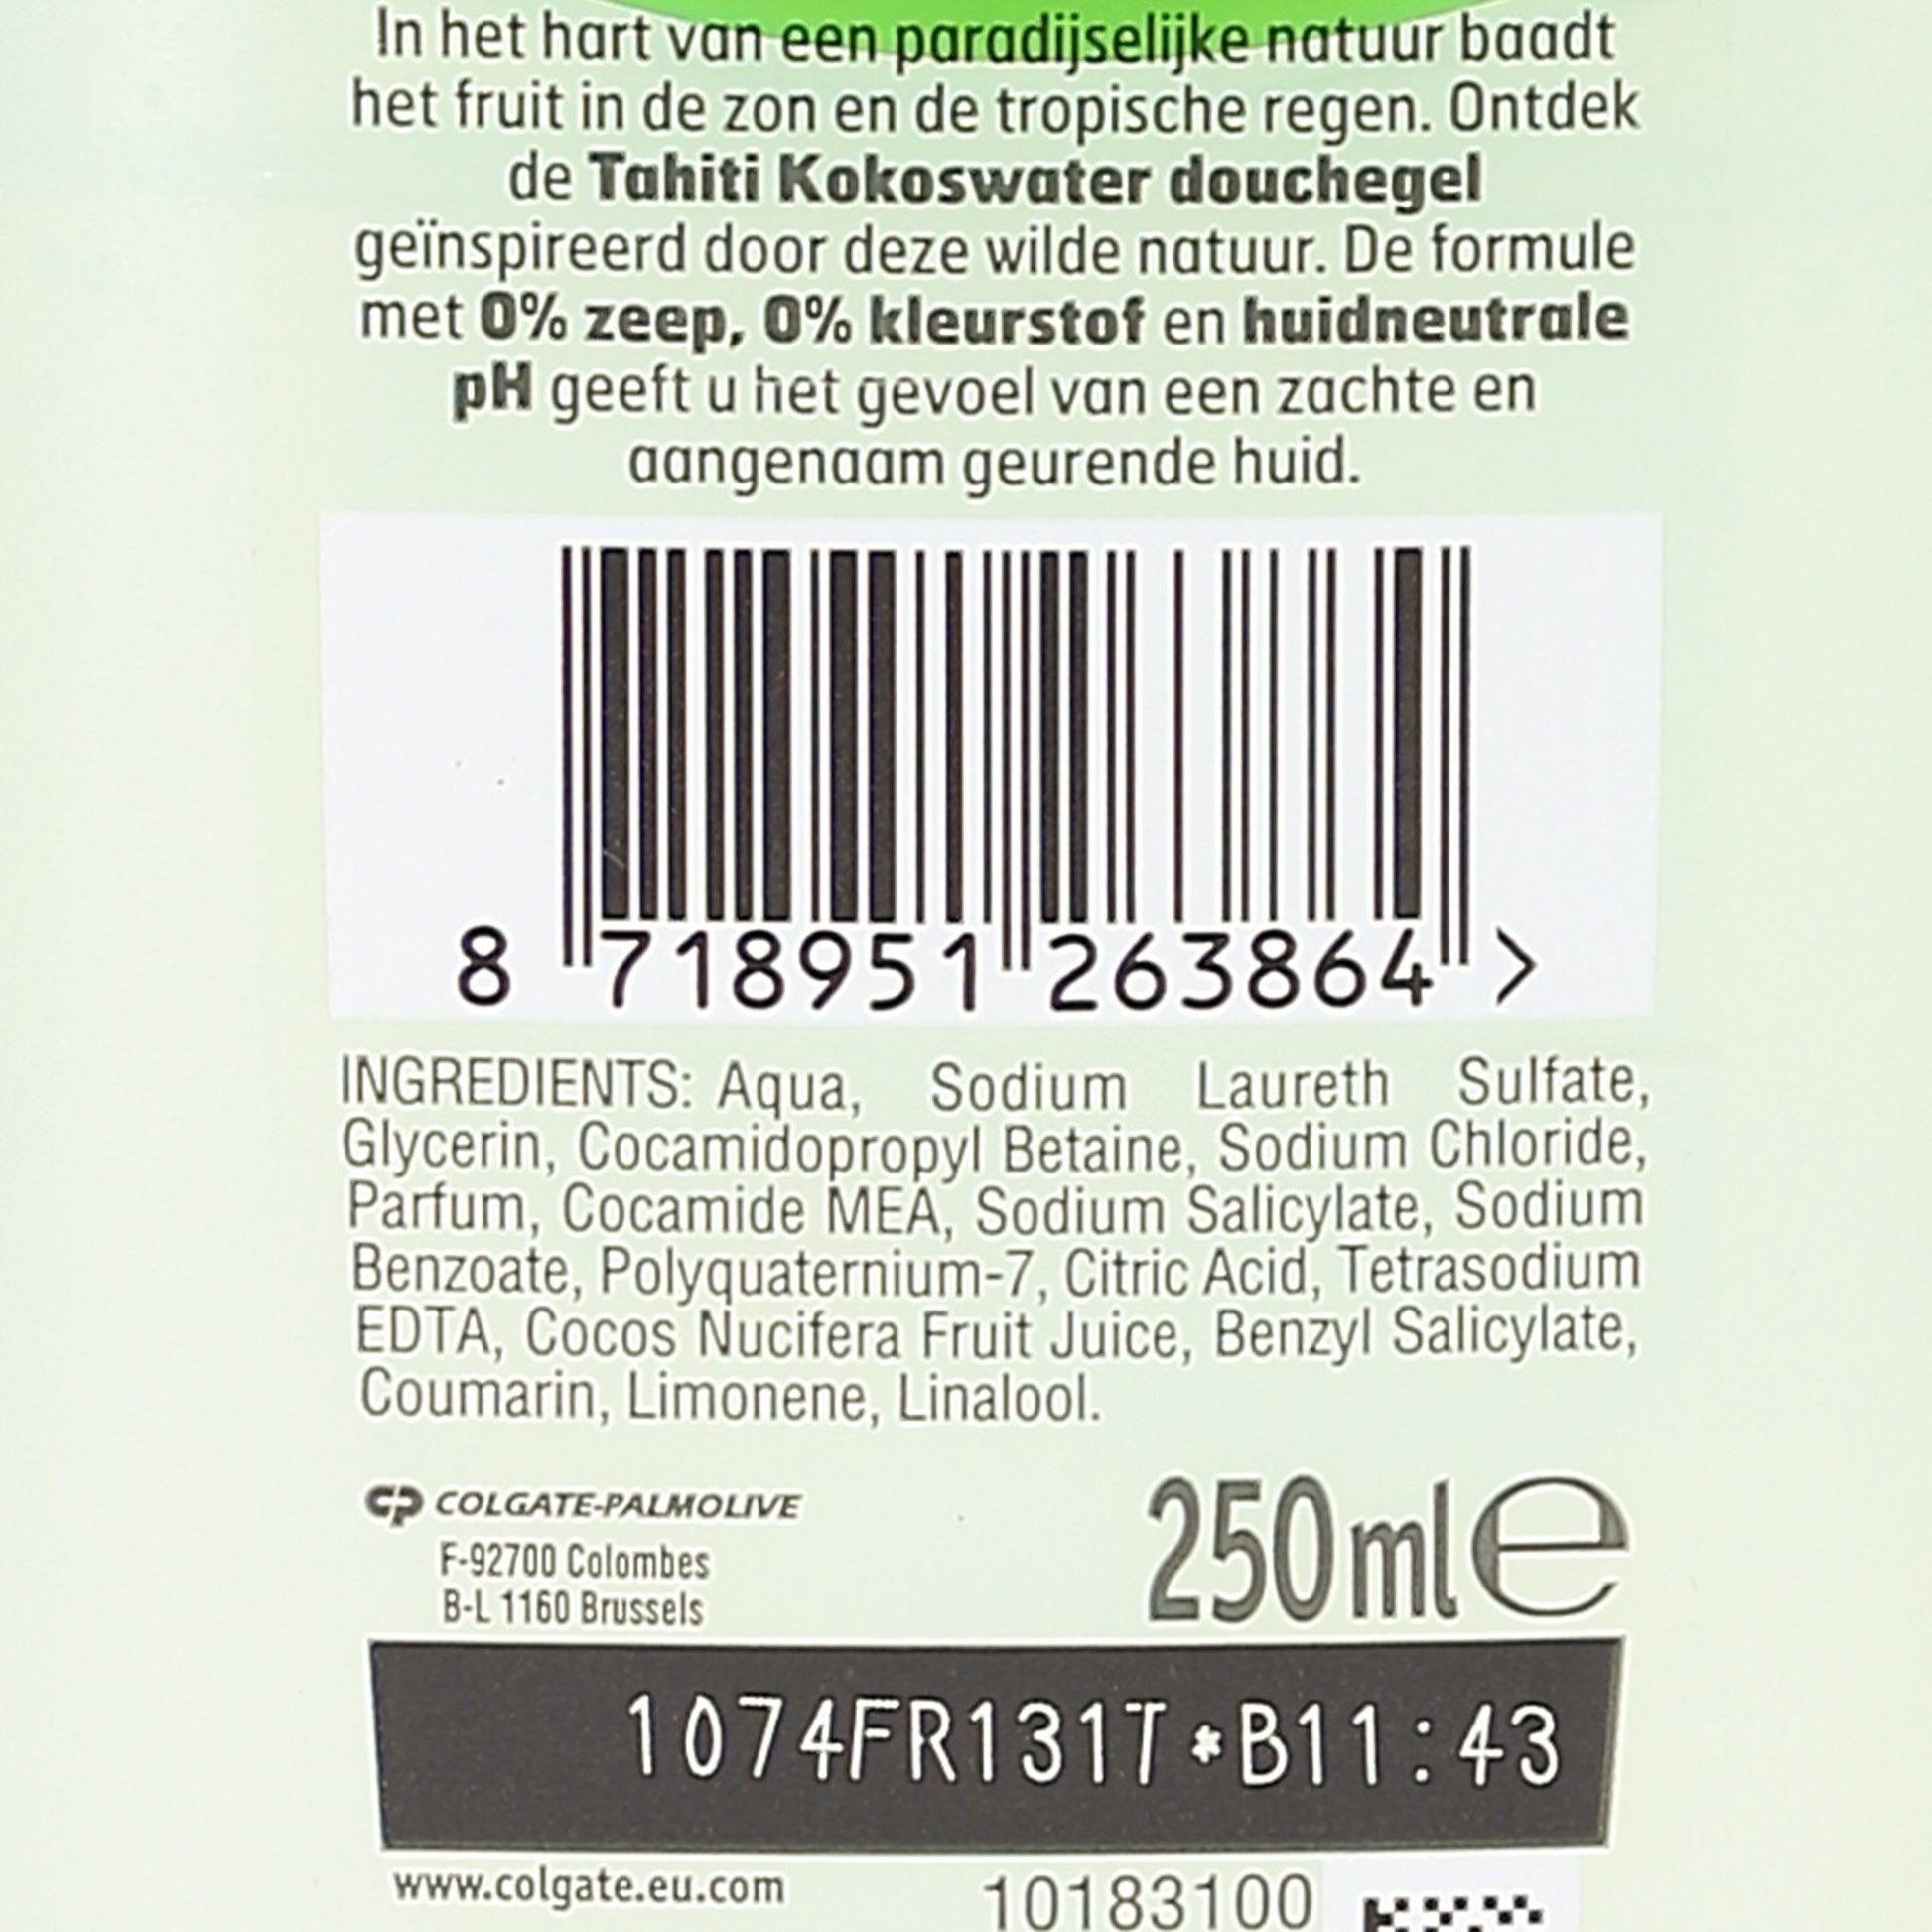 In het hart van een paradijselijke natuur baadt
het fruit in de zon en de tropische regen. Ontdek
de Tahiti Kokoswater douchegel
geïnspireerd door deze wilde natuur. De formule
met 0% zeep, 0% kleurstof en huidneutrale
pH geeft u het gevoel van een zachte en
aangenaam geurende huid.
8 718951 263864 >
INGREDIENTS: Aqua, Sodium Laureth Sulfate,
Glycerin, Cocamidopropyl Betaine, Sodium Chloride,
Parfum, Cocamide MEA, Sodium Salicylate, Sodium
Benzoate, Polyquaternium-7, Citric Acid, Tetrasodium
EDTA, Cocos Nucifera Fruit Juice, Benzyl Salicylate,
Coumarin, Limonene, Linalool.
CP COLGATE-PALMOLIVE
F-92700 Colombes
B-L 1160 Brussels
250 ml e
1074FR131T*B11:43
www.colgate.eu.com
10183100